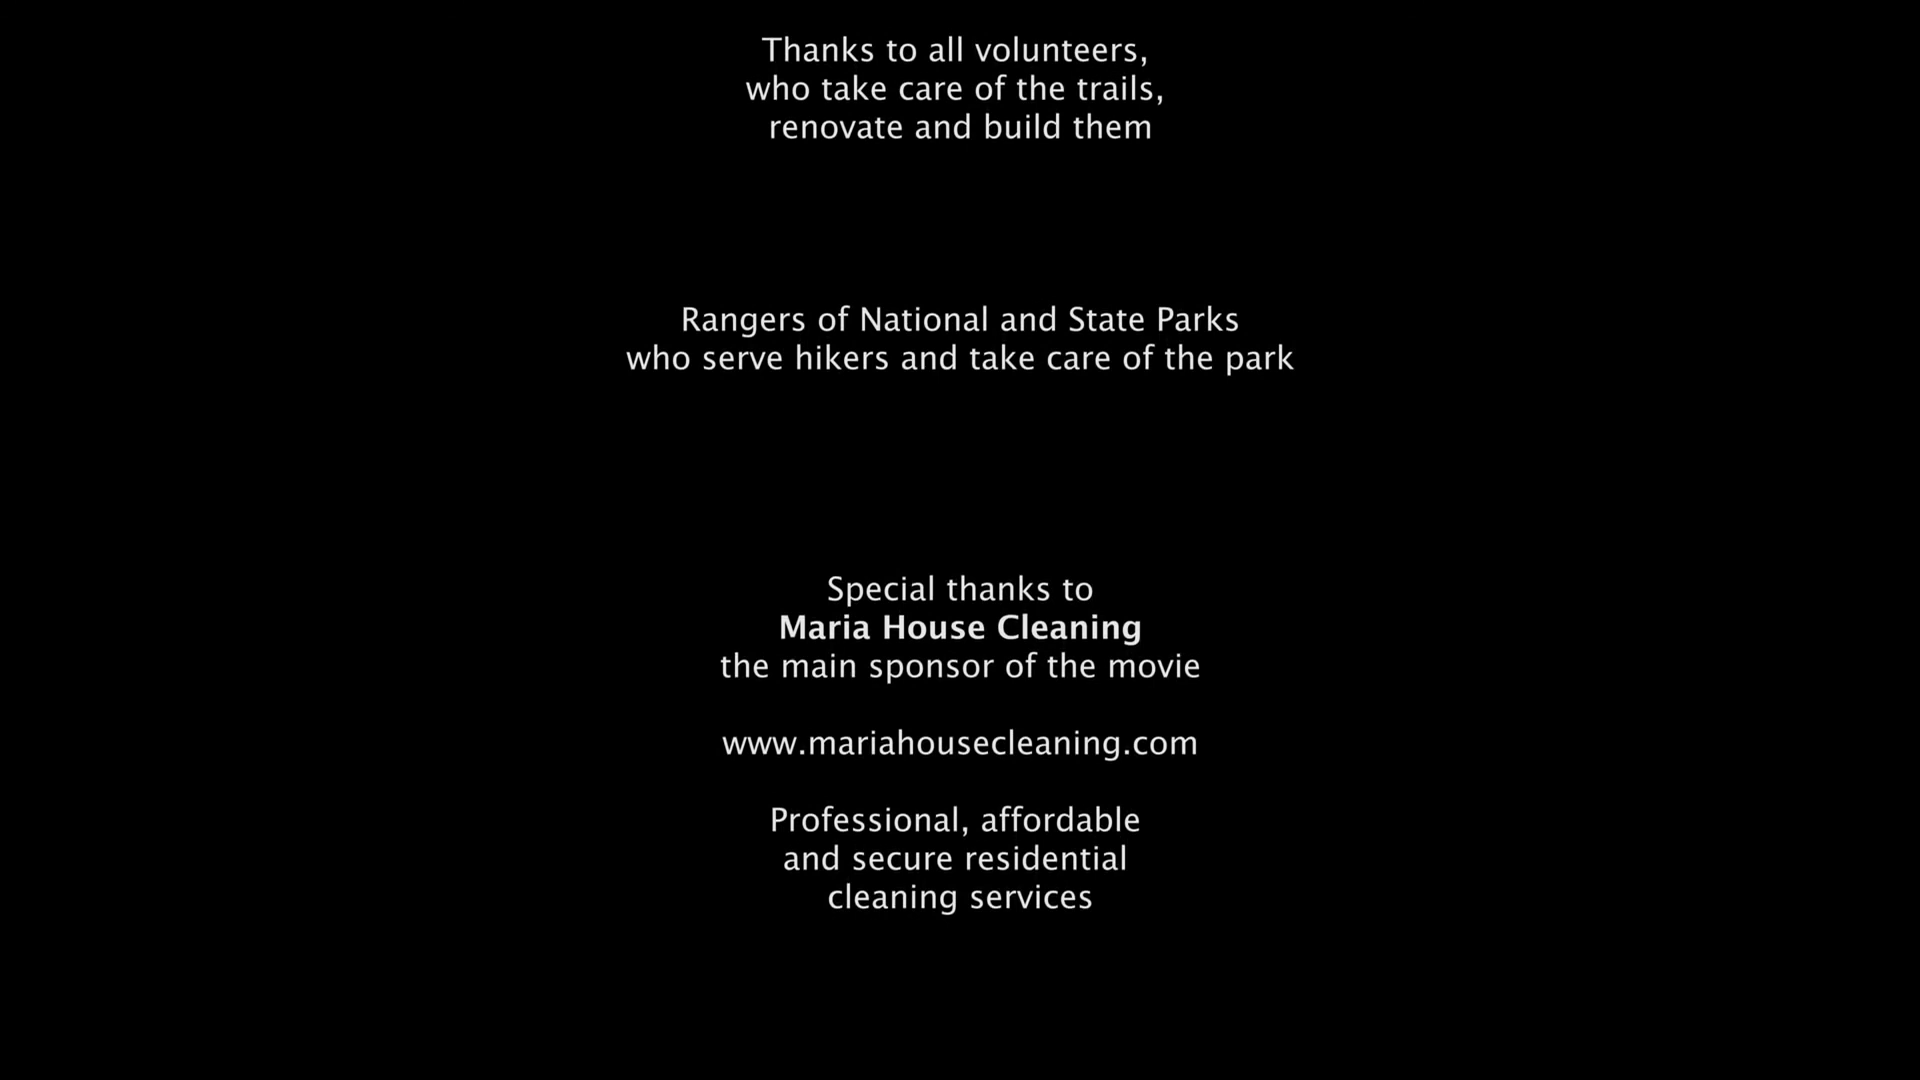 Thanks to all volunteers,
who take care of the trails,
renovate and build them
Rangers of National and State Parks
who serve hikers and take care of the park
Special thanks to
Maria House Cleaning
the main sponsor of the movie
www.mariahousecleaning.com
Professional, affordable
and secure residential
cleaning services